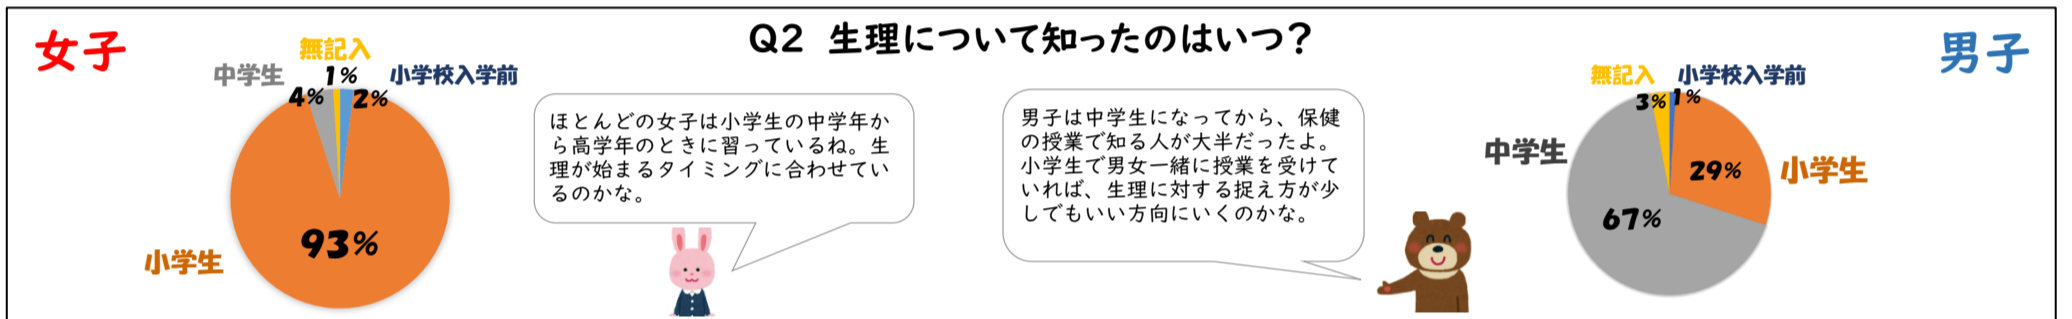 Q2 生理について知ったのはいつ？
女子
無記入
1%
中学生
4%
小学校入学前
2%
小学生
93%
ほとんどの女子は小学生の中学年か
ら高学年のときに習っているね。生
理が始まるタイミングに合わせてい
るのかな。
男子は中学生になってから、保健
の授業で知る人が大半だったよ。
小学生で男女一緒に授業を受けて
いれば、生理に対する捉え方が少
しでもいい方向にいくのかな。
男子
無記入
3%
小学校入学前
1%
中学生
67%
29%
小学生